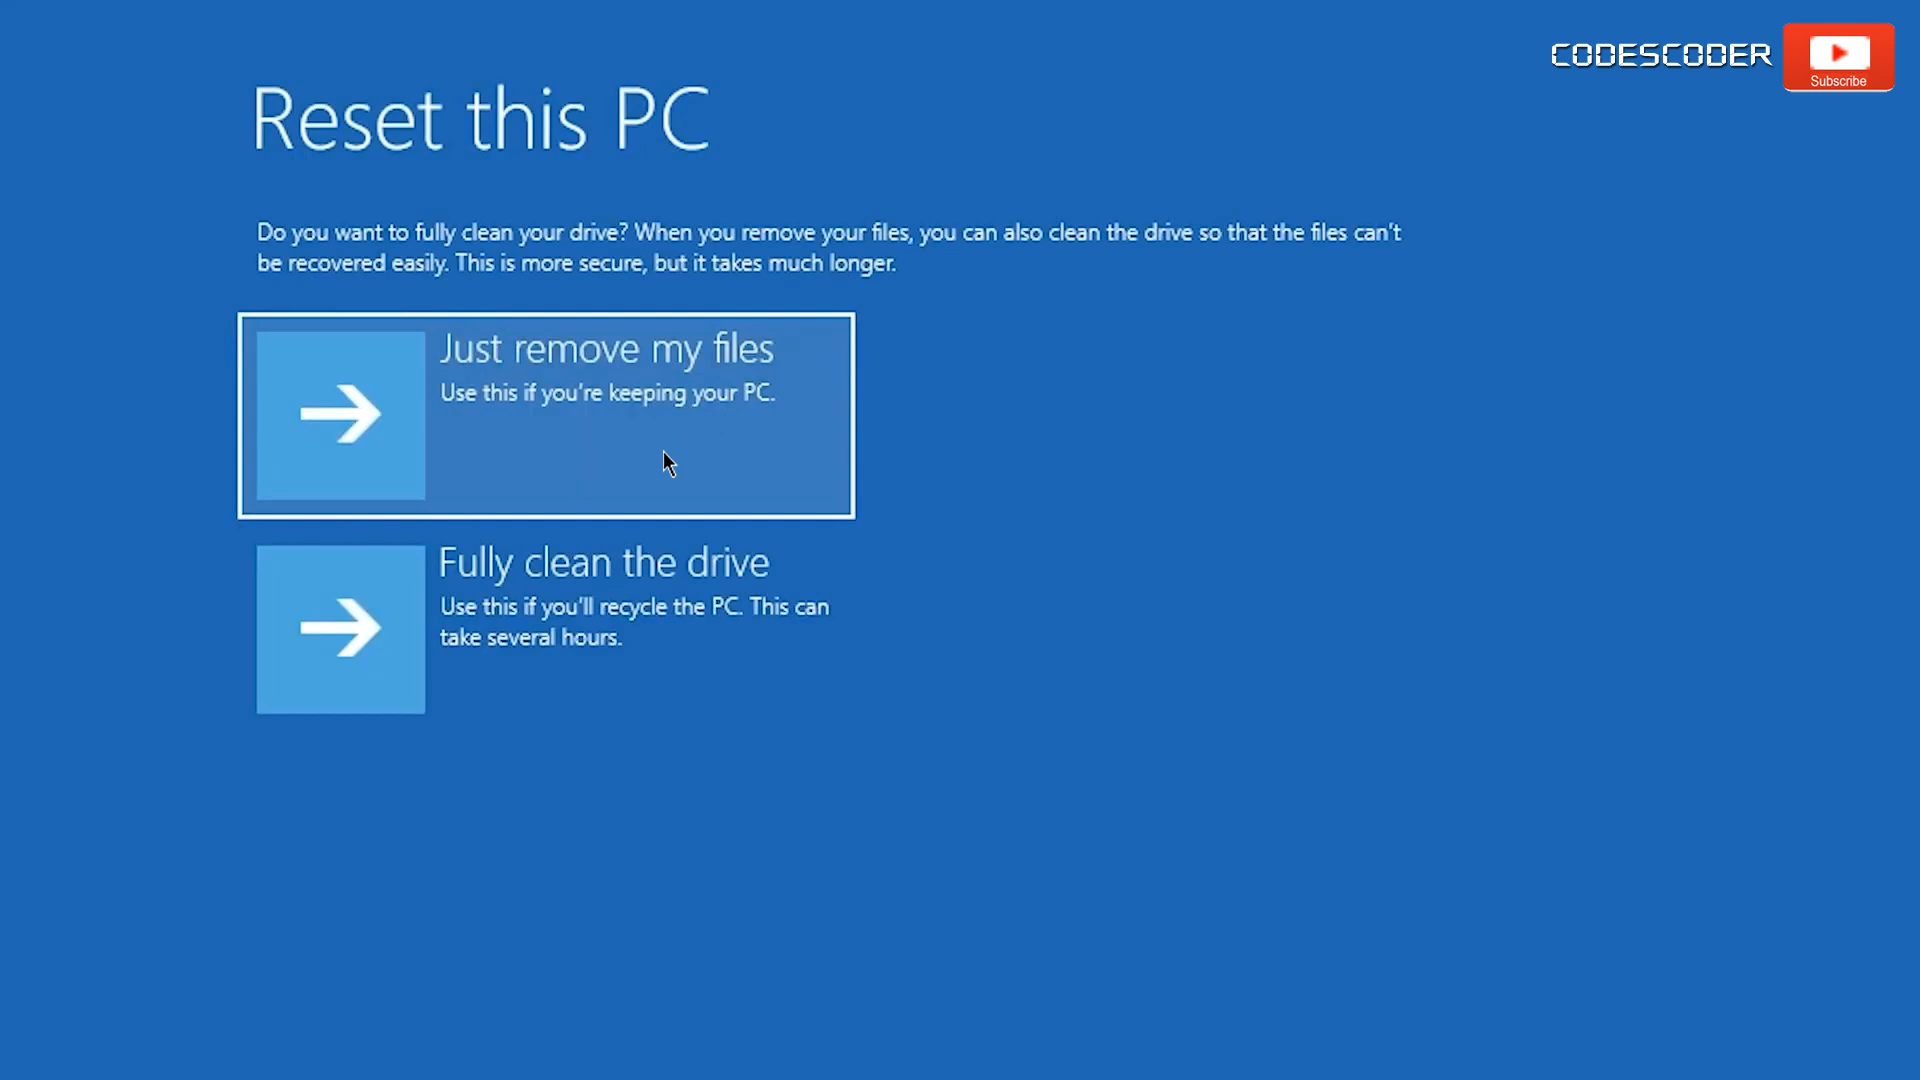 CODESCODER
Subscribe
Reset this PC
Do you want to fully clean your drive? When you remove your files, you can also clean the drive so that the files can't
be recovered easily. This is more secure, but it takes much longer.
Just remove my files
Use this if you're keeping your PC.
Fully clean the drive
Use this if you'll recycle the PC. This can
take several hours.